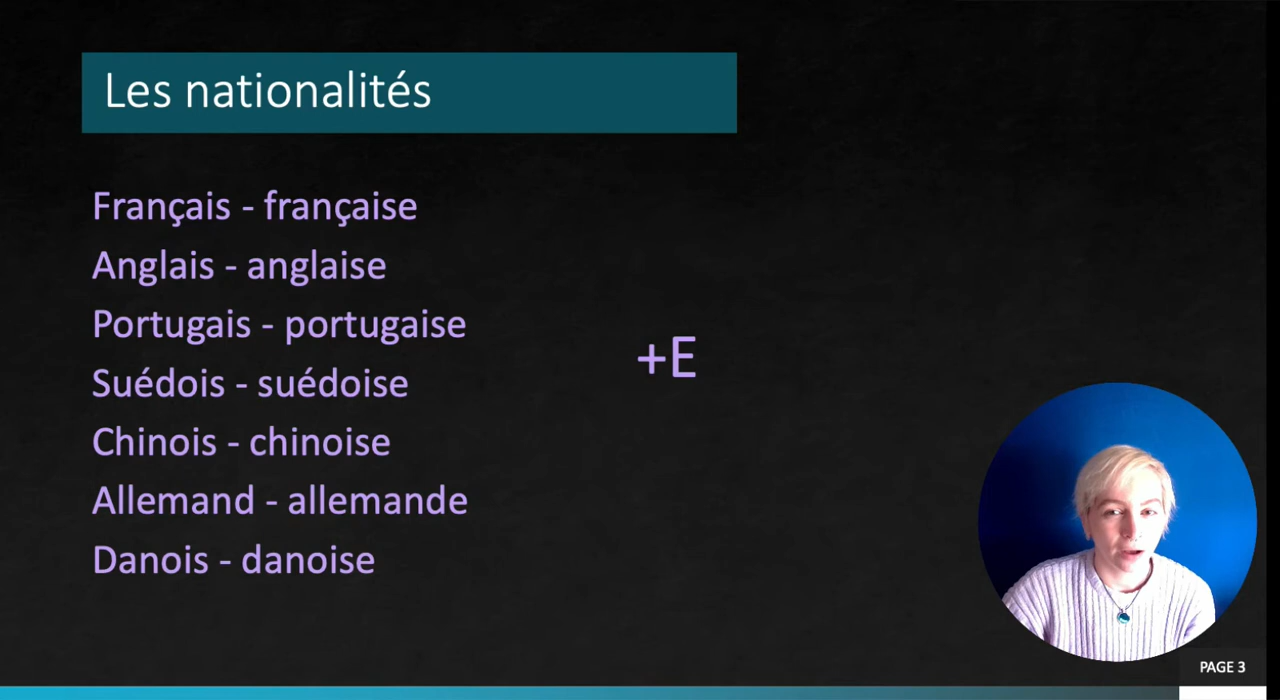 Les nationalités
Français - française
Anglais - anglaise
Portugais - portugaise
Suédois - suédoise
Chinois - chinoise
Allemand - allemande
Danois - danoise
+E
PAGE 3